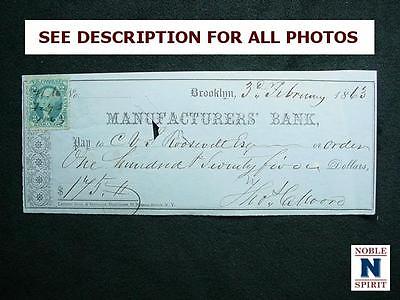 SEE DESCRIPTION FOR ALL PHOTOS
No.
Brooklyn, 3d February 1863
MANUFACTURERS' BANK,
Pay to C. V. S. Roosevelt Esq or order
One hundred & Seventy five Dollars,
$175.
NOBLE
N
SPIRIT